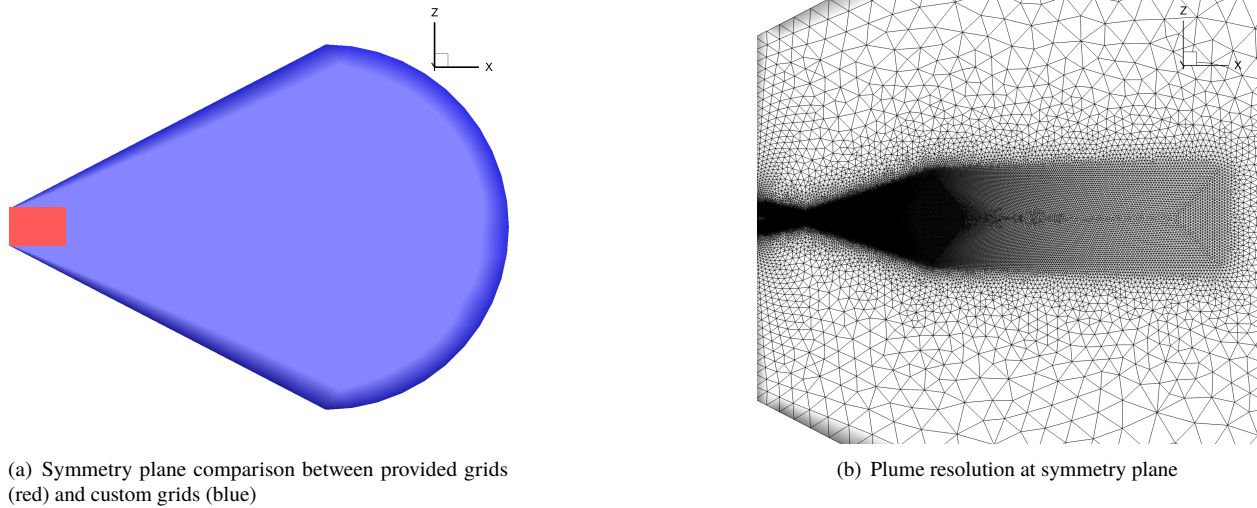 Z
X
Y
(a) Symmetry plane comparison between provided grids
(red) and custom grids (blue)
Z
X
Y
(b) Plume resolution at symmetry plane